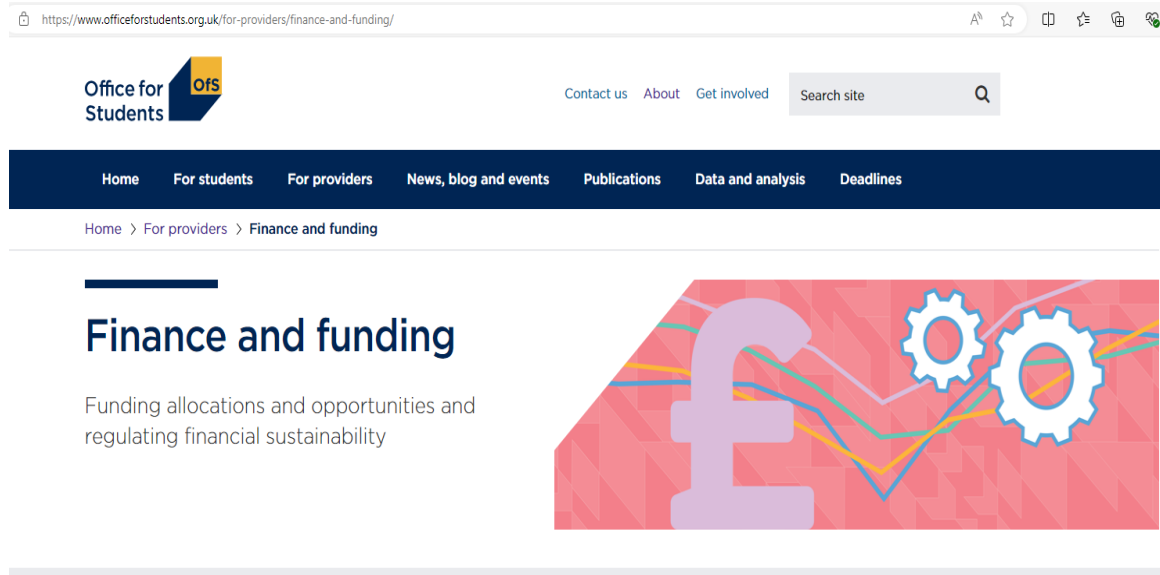 https://www.officeforstudents.org.uk/for-providers/finance-and-funding/
Office for
Students
OfS
Contact us About Get involved Search site
Home For students For providers News, blog and events Publications Data and analysis Deadlines
Home > For providers > Finance and funding
Finance and funding
Funding allocations and opportunities and
regulating financial sustainability
£